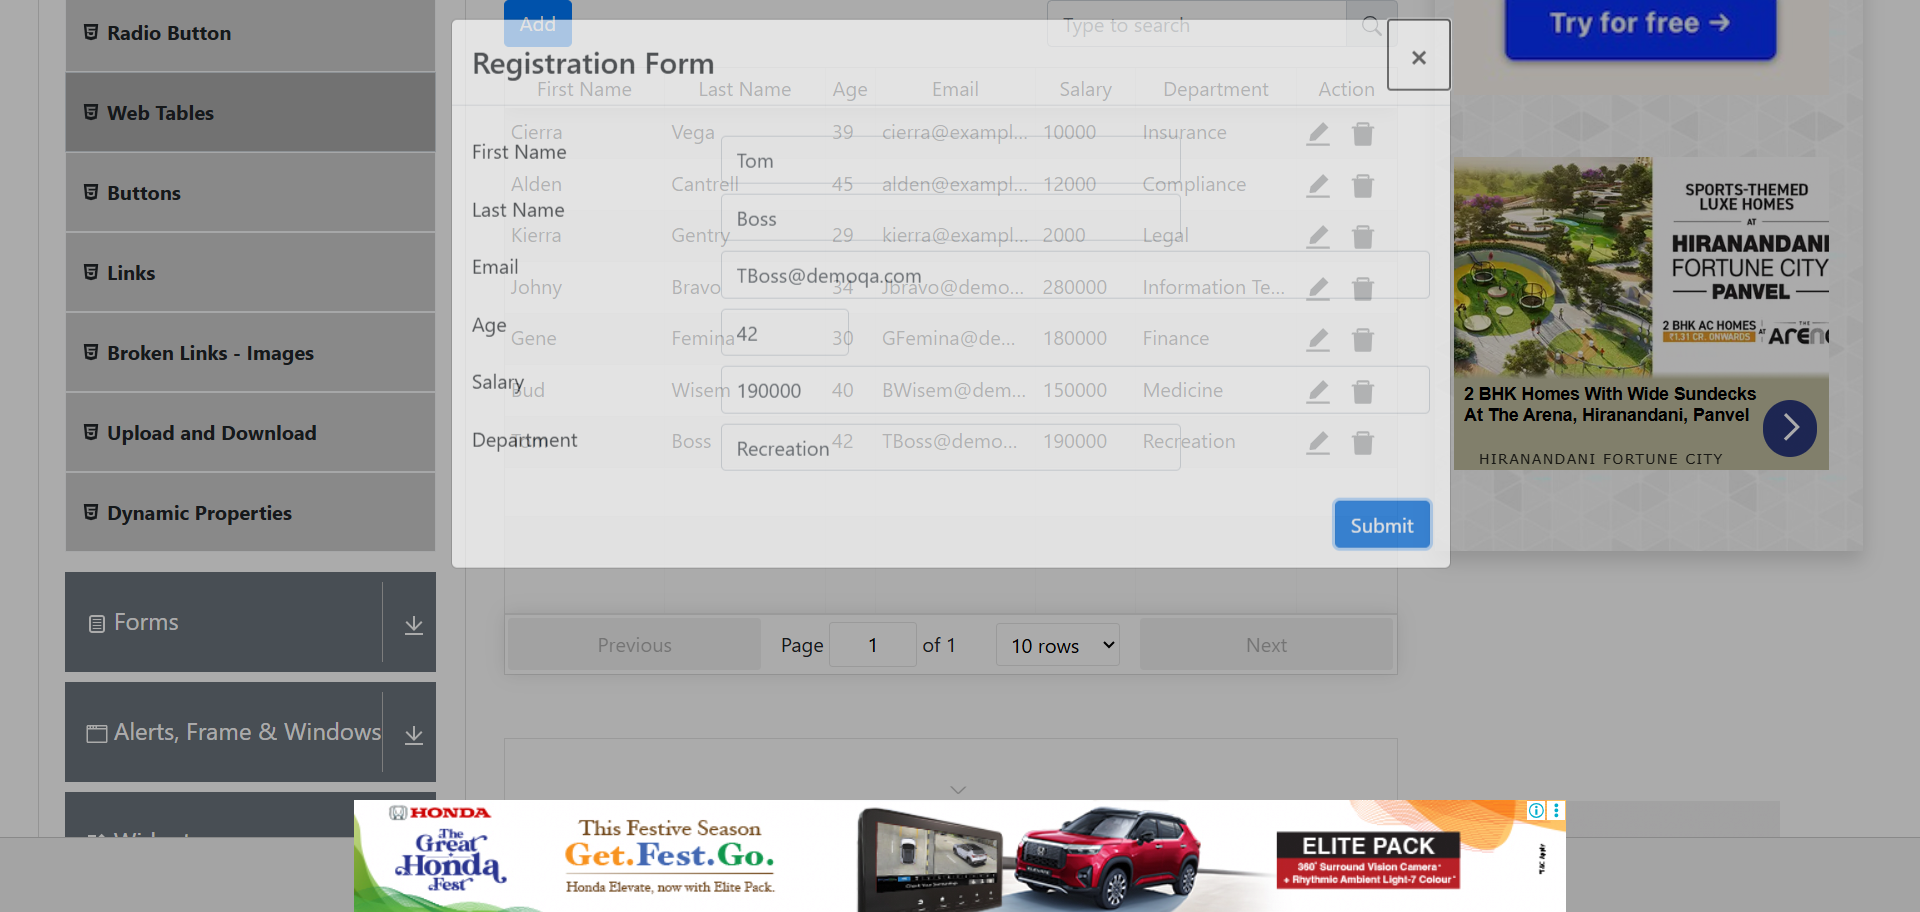 Radio Button
Web Tables
Buttons
Links
Broken Links - Images
Upload and Download
Dynamic Properties
Forms
Alerts, Frame & Windows
Add
Type to search
Registration Form
×
First Name Last Name Age Email Salary Department Action
Cierra Vega 39 cierra@exampl... 10000 Insurance
First Name Tom
Alden Cantrell 45 alden@exampl... 12000 Compliance
Last Name Boss
Kierra Gentry 29 kierra@exampl... 2000 Legal
Email TBoss@demoqa.com
Johny Bravo 34 Jbravo@demo... 280000 Information Te...
Age 42
Gene Femina 30 GFemina@de... 180000 Finance
Salary 190000
Bud Wisem 40 BWisem@dem... 150000 Medicine
Department Recreation
Boss 42 TBoss@demo... 190000 Recreation
Submit
Previous Page 1 of 1 10 rows Next
Try for free →
SPORTS-THEMED
LUXE HOMES
AT
HIRANANDANI
FORTUNE CITY
PANVEL
2 BHK AC HOMES AT THE
₹1.31 CR. ONWARDS
2 BHK Homes With Wide Sundecks
At The Arena, Hiranandani, Panvel
HIRANANDANI FORTUNE CITY
HONDA
The
Great
Honda
Fest
This Festive Season
Get.Fest.Go.
Honda Elevate, now with Elite Pack.
ELITE PACK
360° Surround Vision Camera*
+ Rhythmic Ambient Light-7 Colour*